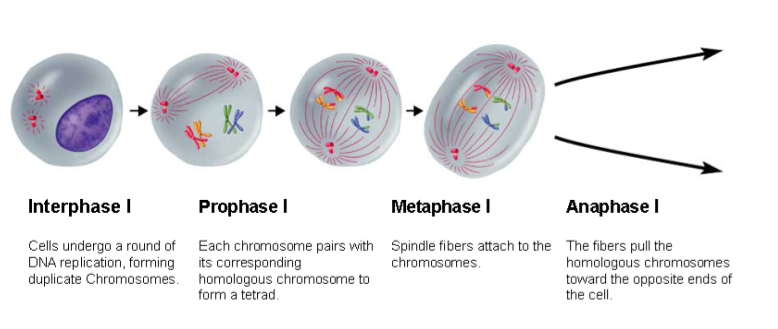 Interphase I
Prophase I
Metaphase I
Anaphase I
Cells undergo a round of
DNA replication, forming
duplicate Chromosomes.
Each chromosome pairs with
its corresponding
homologous chromosome to
form a tetrad.
Spindle fibers attach to the
chromosomes.
The fibers pull the
homologous chromosomes
toward the opposite ends of
the cell.